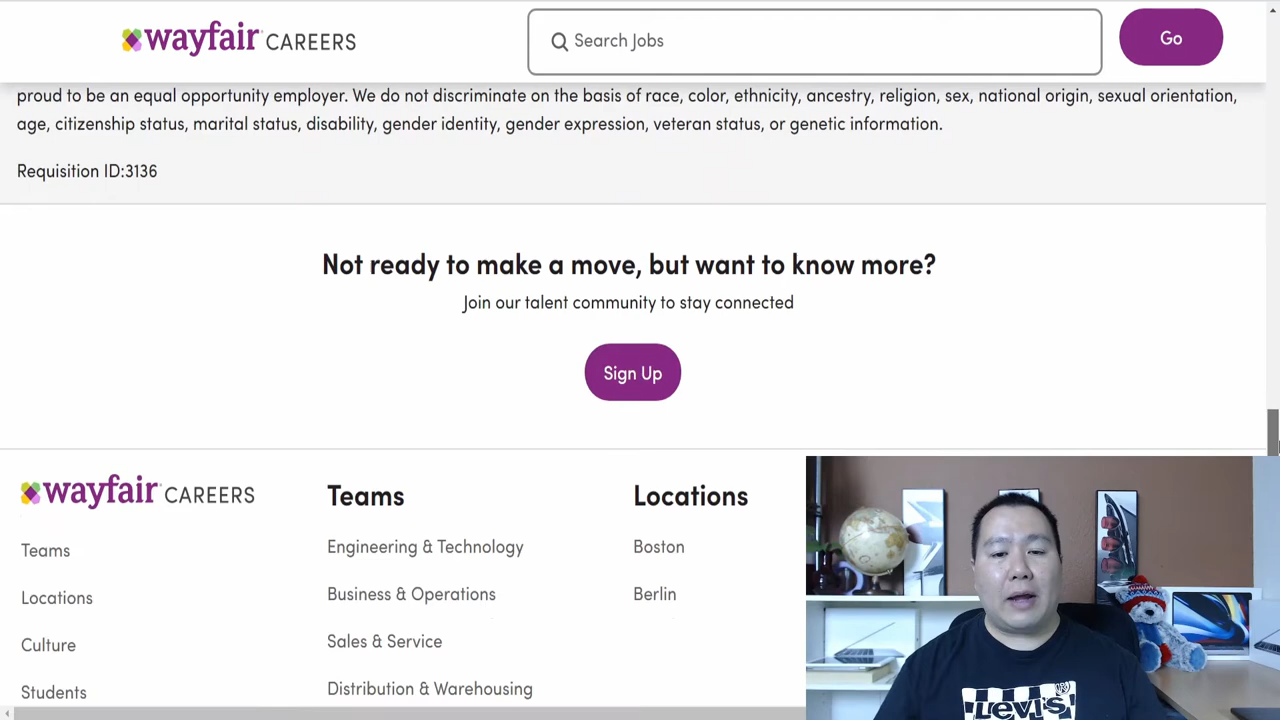 wayfair CAREERS
Search Jobs
Go
proud to be an equal opportunity employer. We do not discriminate on the basis of race, color, ethnicity, ancestry, religion, sex, national origin, sexual orientation,
age, citizenship status, marital status, disability, gender identity, gender expression, veteran status, or genetic information.
Requisition ID:3136
Not ready to make a move, but want to know more?
Join our talent community to stay connected
Sign Up
wayfair CAREERS
Teams
Locations
Culture
Students
Teams
Engineering & Technology
Business & Operations
Sales & Service
Distribution & Warehousing
Locations
Boston
Berlin
LEVI'S